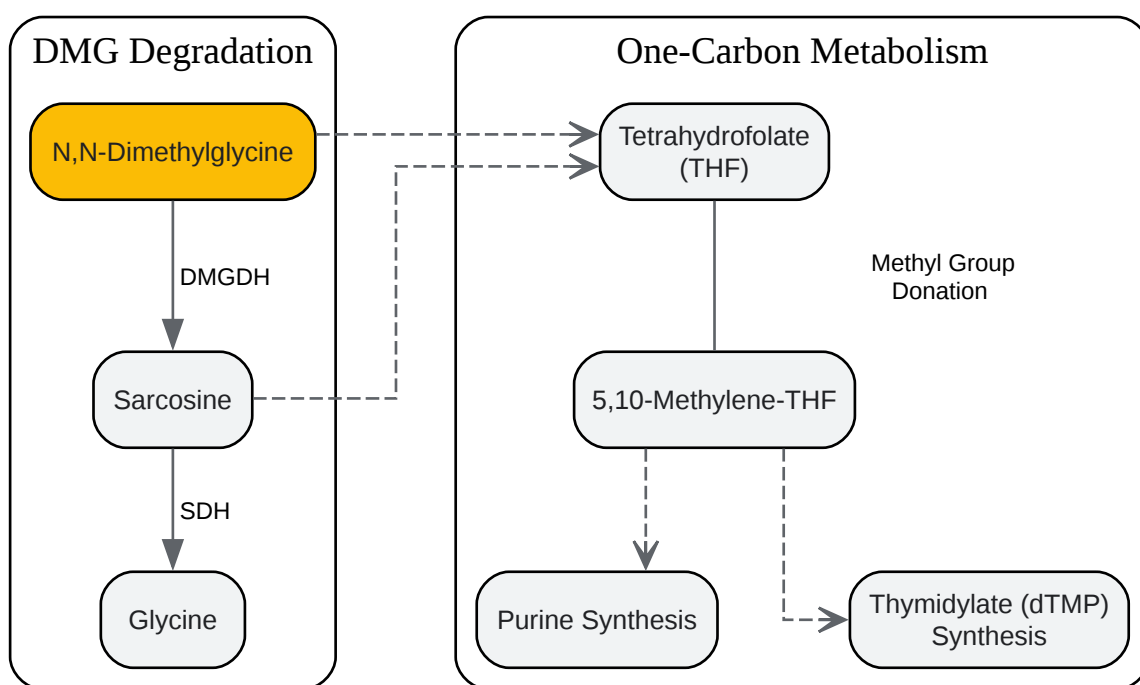 DMG Degradation
N,N-Dimethylglycine
DMGDH
Sarcosine
SDH
Glycine
One-Carbon Metabolism
Tetrahydrofolate
(THF)
Methyl Group
Donation
5,10-Methylene-THF
Purine Synthesis
Thymidylate (dTMP)
Synthesis